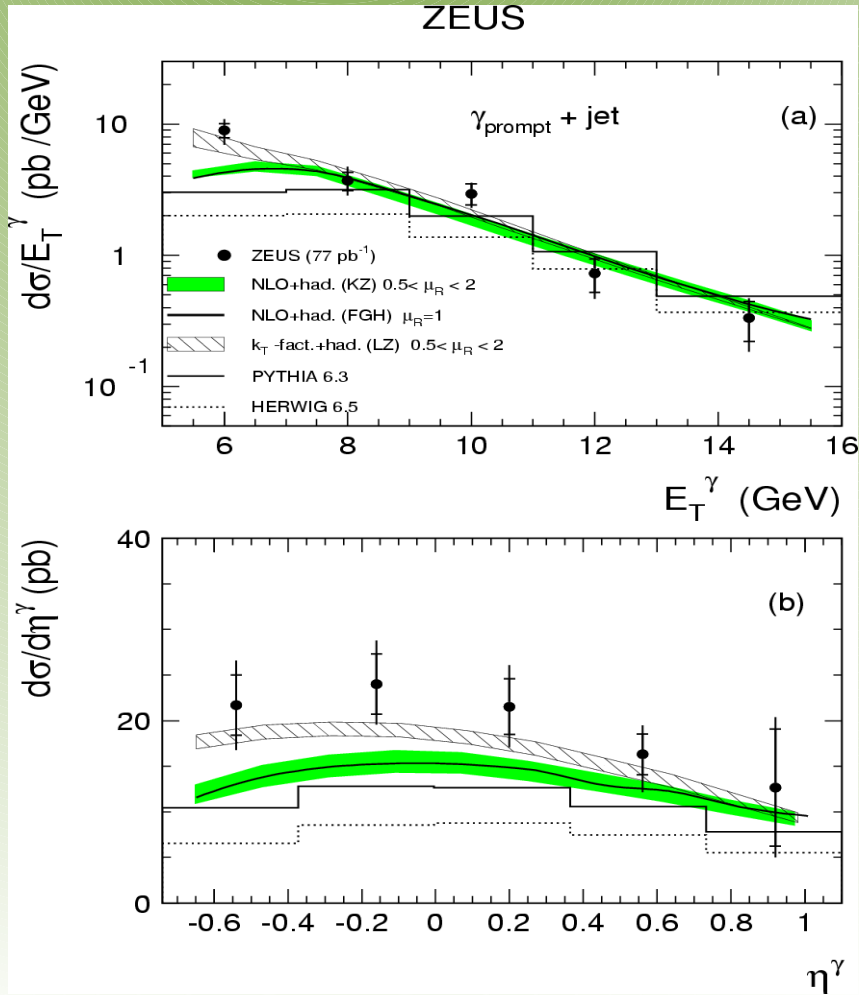 ZEUS
dσ/E_T^γ (pb /GeV)
γ_prompt + jet
(a)
10
1
10^-1
ZEUS (77 pb^-1)
NLO+had. (KZ) 0.5< μ_R < 2
NLO+had. (FGH) μ_R=1
k_T -fact.+had. (LZ) 0.5< μ_R < 2
PYTHIA 6.3
HERWIG 6.5
6 8 10 12 14 16
E_T^γ (GeV)
dσ/dη^γ (pb)
(b)
40
20
0
-0.6 -0.4 -0.2 0 0.2 0.4 0.6 0.8 1
η^γ